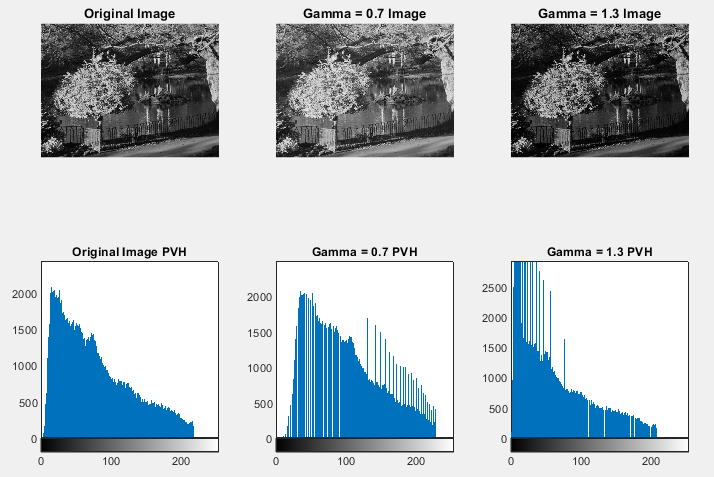 Original Image
Gamma = 0.7 Image
Gamma = 1.3 Image
Original Image PVH
2000
1500
1000
500
0
0 100 200
Gamma = 0.7 PVH
2000
1500
1000
500
0
0 100 200
Gamma = 1.3 PVH
2500
2000
1500
1000
500
0
0 100 200